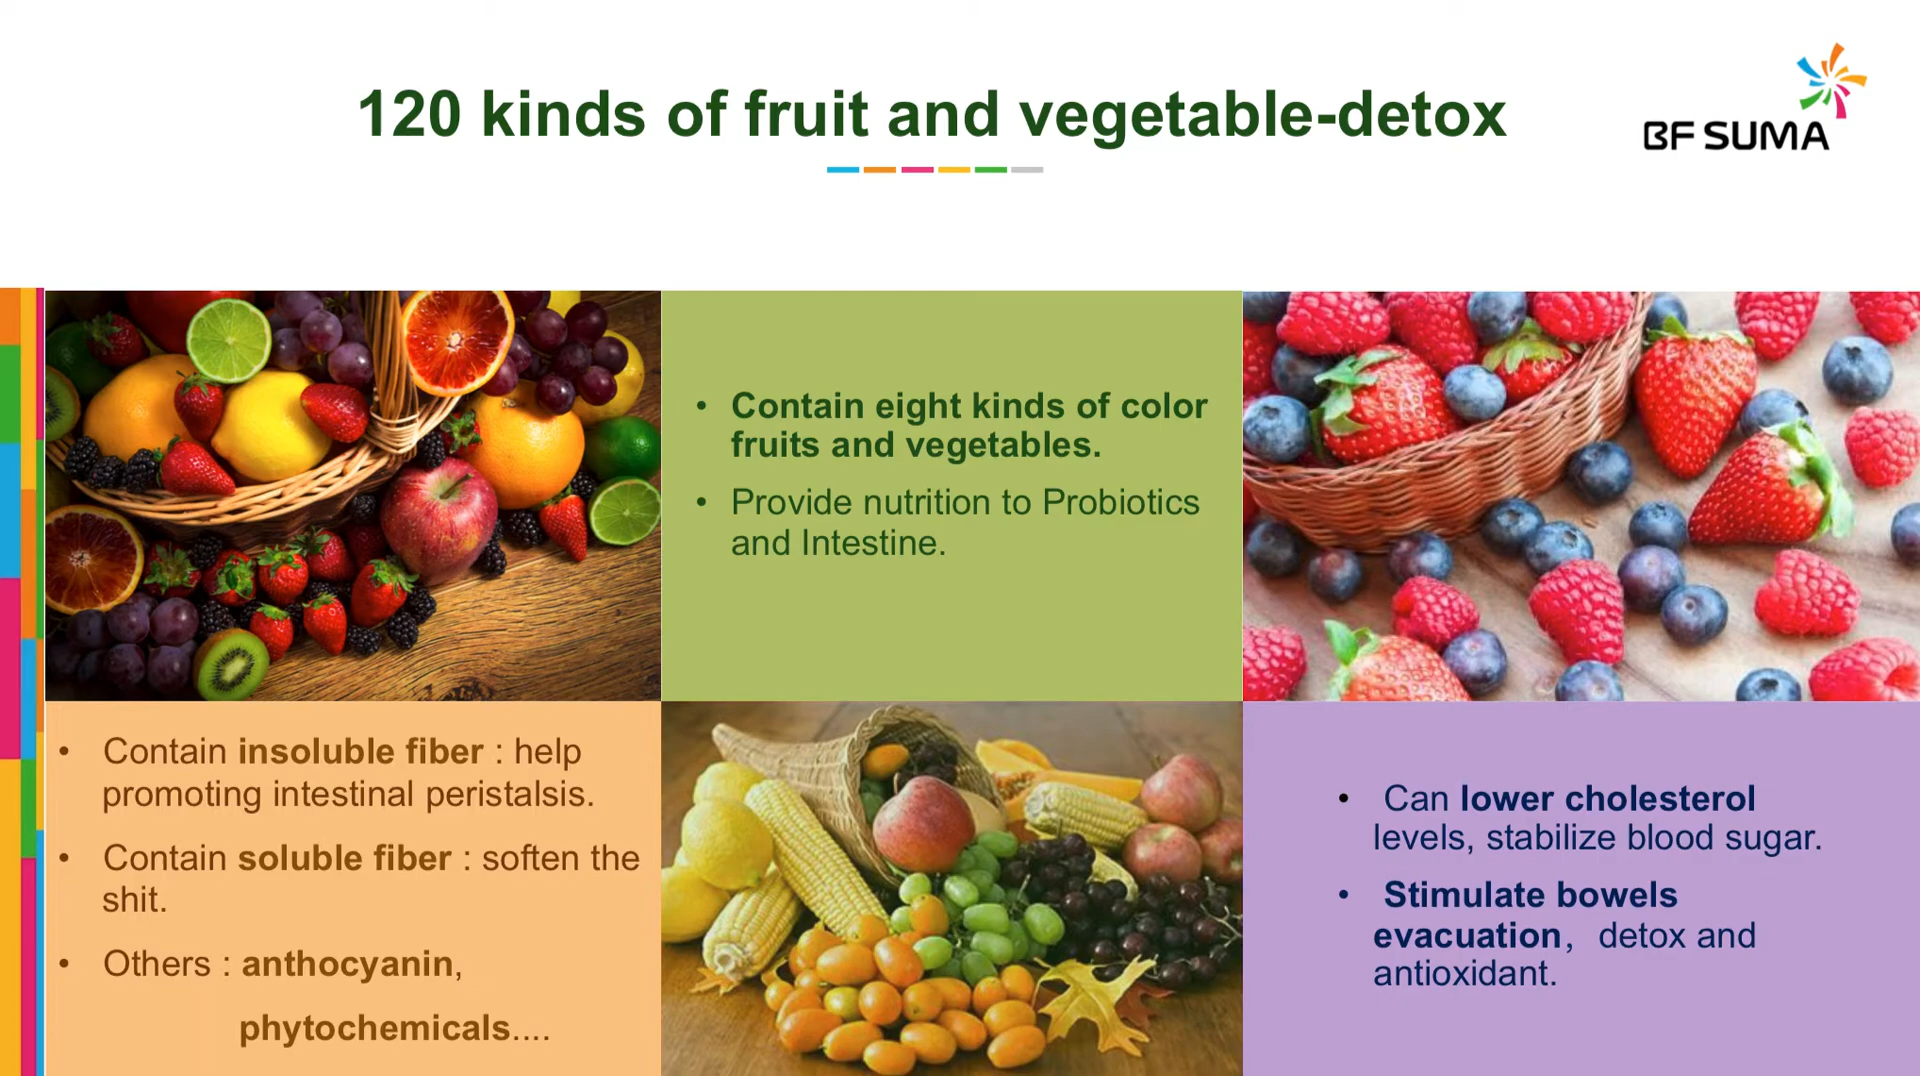 120 kinds of fruit and vegetable-detox
BF SUMA
• Contain eight kinds of color
fruits and vegetables.
• Provide nutrition to Probiotics
and Intestine.
• Contain insoluble fiber : help
promoting intestinal peristalsis.
• Contain soluble fiber : soften the
shit.
• Others : anthocyanin,
phytochemicals....
• Can lower cholesterol
levels, stabilize blood sugar.
• Stimulate bowels
evacuation，detox and
antioxidant.